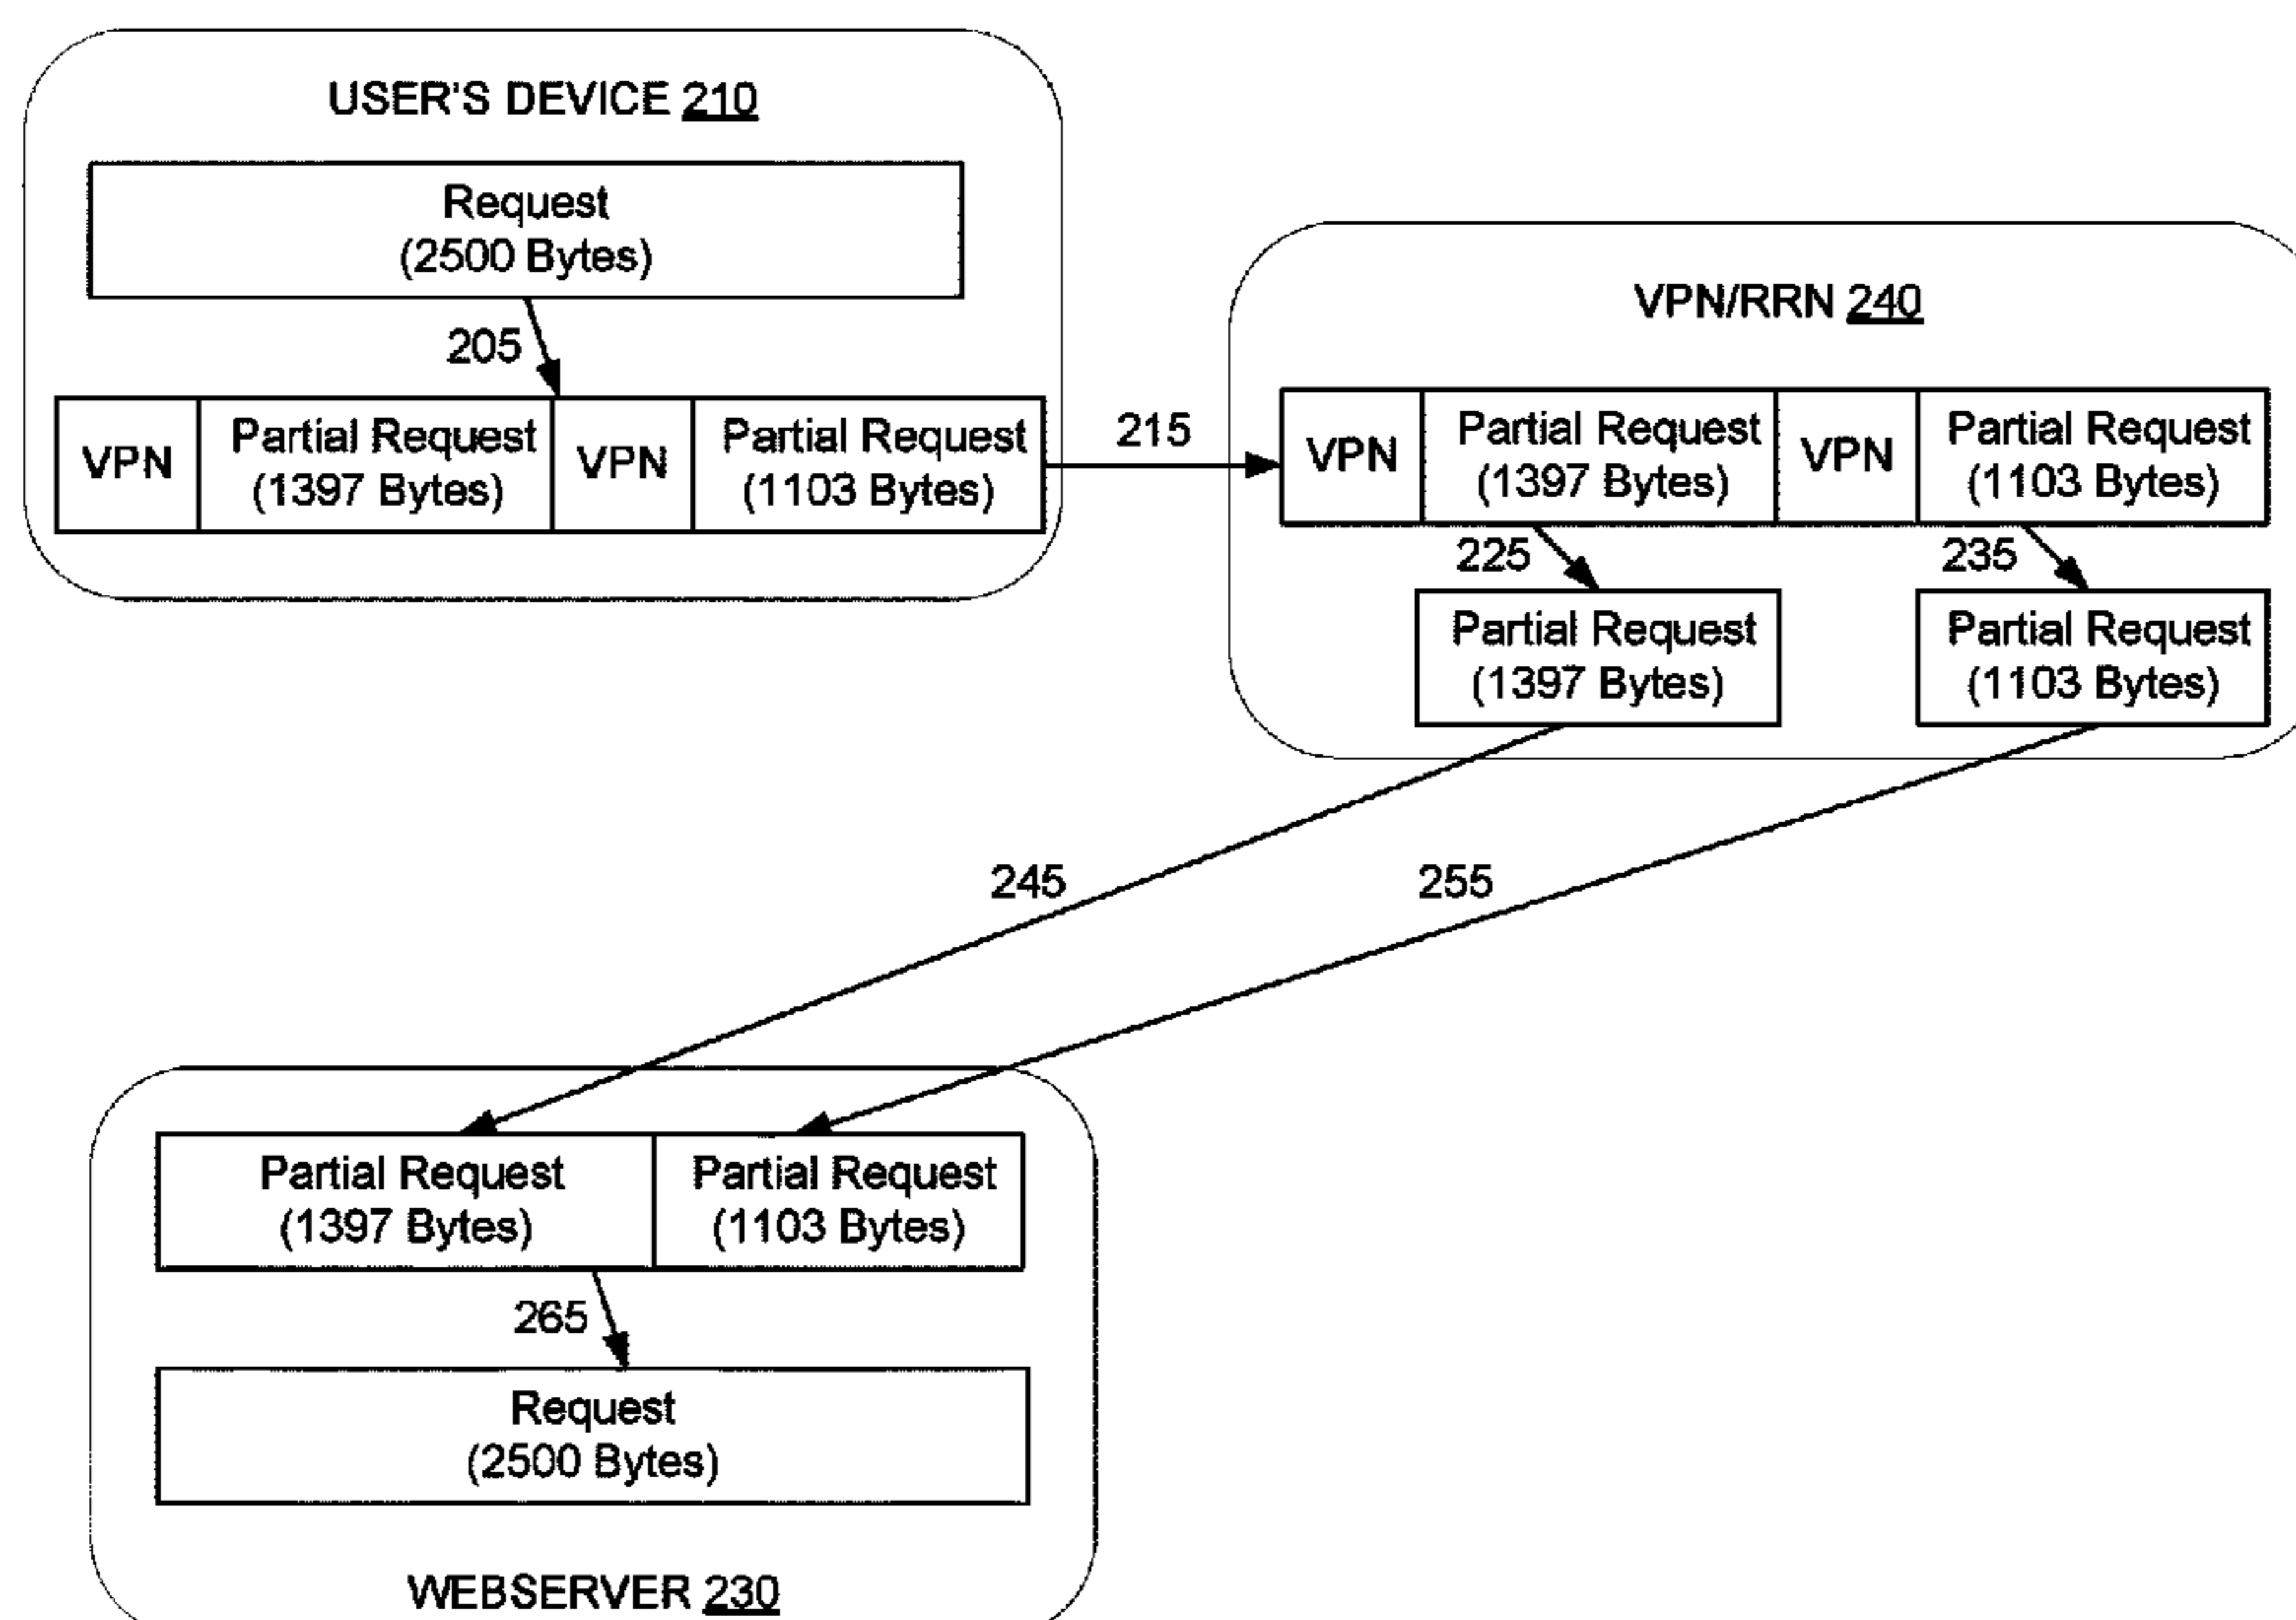 USER'S DEVICE 210
Request
(2500 Bytes)
205
VPN
Partial Request
(1397 Bytes)
VPN
Partial Request
(1103 Bytes)
215
VPN/RRN 240
VPN
Partial Request
(1397 Bytes)
VPN
Partial Request
(1103 Bytes)
225
235
Partial Request
(1397 Bytes)
Partial Request
(1103 Bytes)
245
255
Partial Request
(1397 Bytes)
Partial Request
(1103 Bytes)
265
Request
(2500 Bytes)
WEBSERVER 230